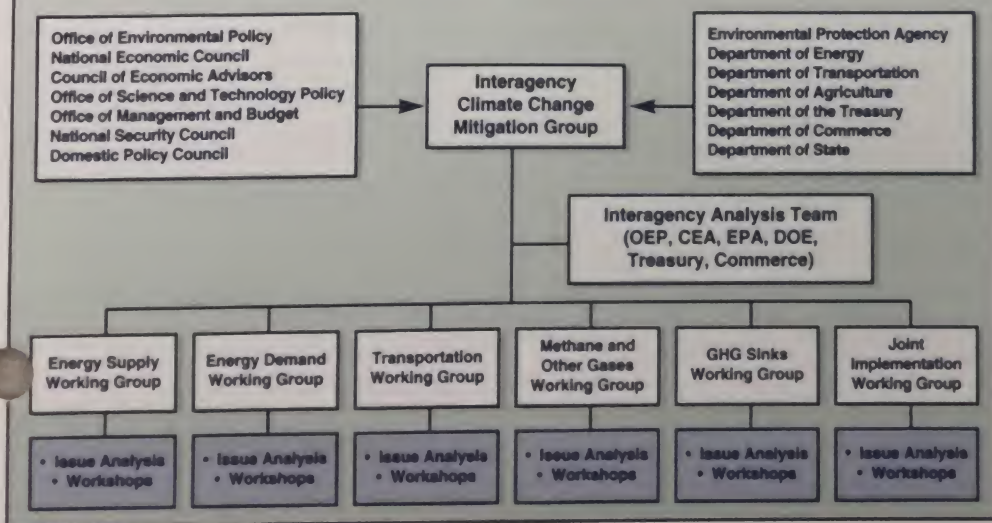 Office of Environmental Policy
National Economic Council
Council of Economic Advisors
Office of Science and Technology Policy
Office of Management and Budget
National Security Council
Domestic Policy Council
Interagency
Climate Change
Mitigation Group
Environmental Protection Agency
Department of Energy
Department of Transportation
Department of Agriculture
Department of the Treasury
Department of Commerce
Department of State
Interagency Analysis Team
(OEP, CEA, EPA, DOE,
Treasury, Commerce)
Energy Supply
Working Group
Energy Demand
Working Group
Transportation
Working Group
Methane and
Other Gases
Working Group
GHG Sinks
Working Group
Joint
Implementation
Working Group
• Issue Analysis
• Workshops
• Issue Analysis
• Workshops
• Issue Analysis
• Workshops
• Issue Analysis
• Workshops
• Issue Analysis
• Workshops
• Issue Analysis
• Workshops